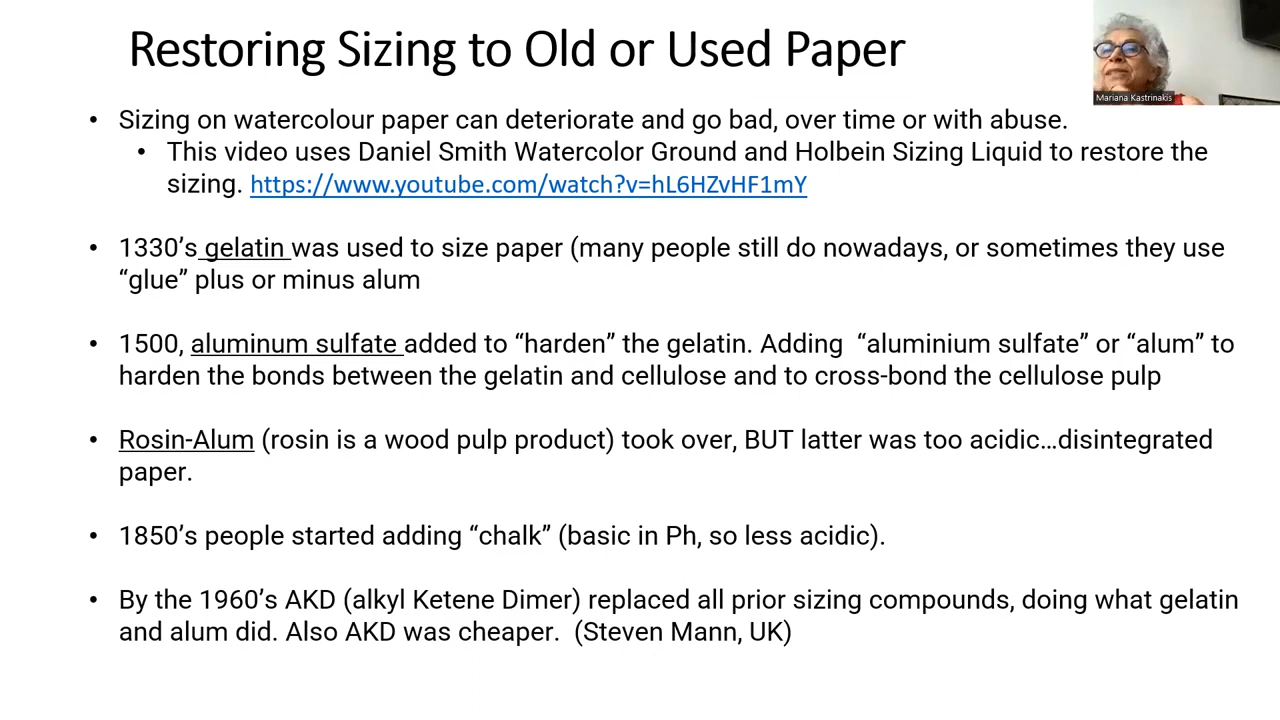 Restoring Sizing to Old or Used Paper
Mariana Kastrinakis
• Sizing on watercolour paper can deteriorate and go bad, over time or with abuse.
• This video uses Daniel Smith Watercolor Ground and Holbein Sizing Liquid to restore the
sizing. https://www.youtube.com/watch?v=hL6HZvHF1mY
• 1330’s gelatin was used to size paper (many people still do nowadays, or sometimes they use
“glue” plus or minus alum
• 1500, aluminum sulfate added to “harden” the gelatin. Adding “aluminium sulfate” or “alum” to
harden the bonds between the gelatin and cellulose and to cross-bond the cellulose pulp
• Rosin-Alum (rosin is a wood pulp product) took over, BUT latter was too acidic…disintegrated
paper.
• 1850’s people started adding “chalk” (basic in Ph, so less acidic).
• By the 1960’s AKD (alkyl Ketene Dimer) replaced all prior sizing compounds, doing what gelatin
and alum did. Also AKD was cheaper. (Steven Mann, UK)